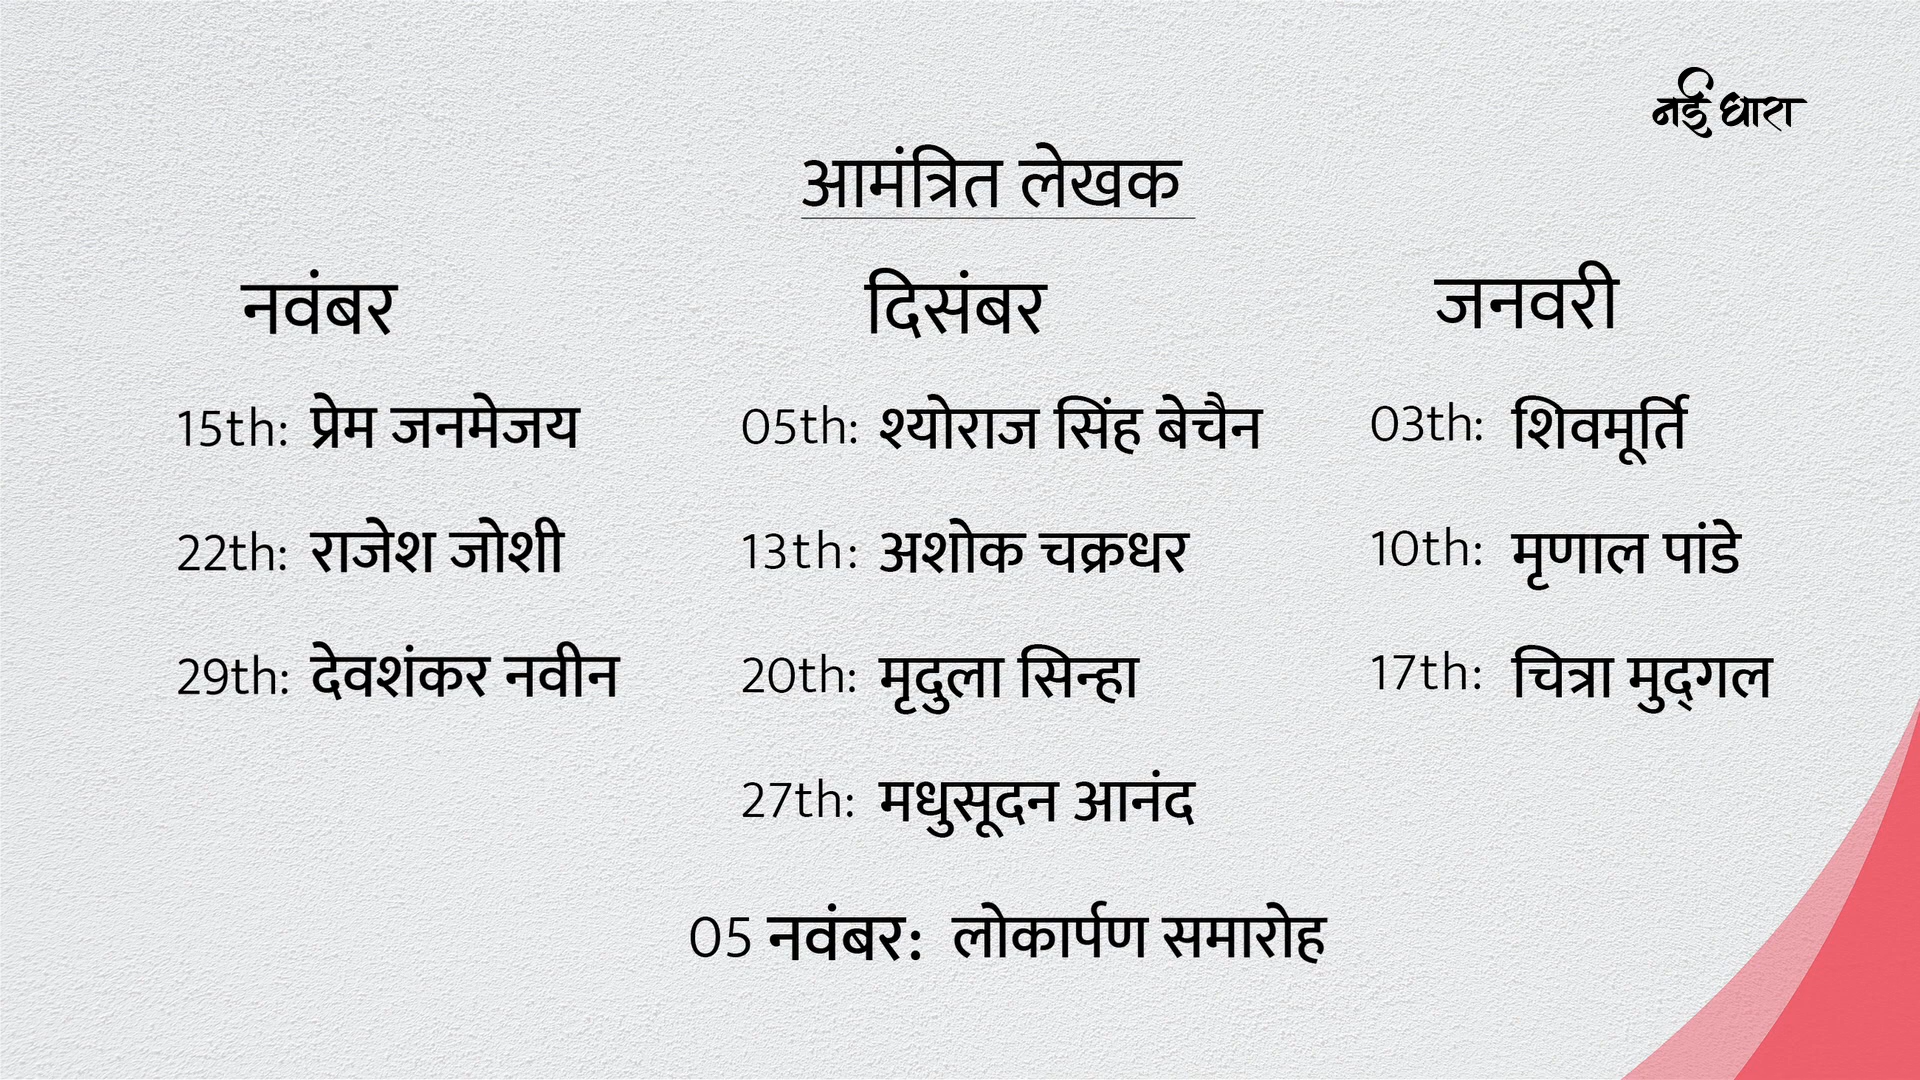 नई धारा
आमंत्रित लेखक
नवंबर
15th: प्रेम जनमेजय
22th: राजेश जोशी
29th: देवशंकर नवीन
दिसंबर
05th: श्योराज सिंह बेचैन
13th: अशोक चक्रधर
20th: मृदुला सिन्हा
27th: मधुसूदन आनंद
जनवरी
03th: शिवमूर्ति
10th: मृणाल पांडे
17th: चित्रा मुद्‌गल
05 नवंबर: लोकार्पण समारोह